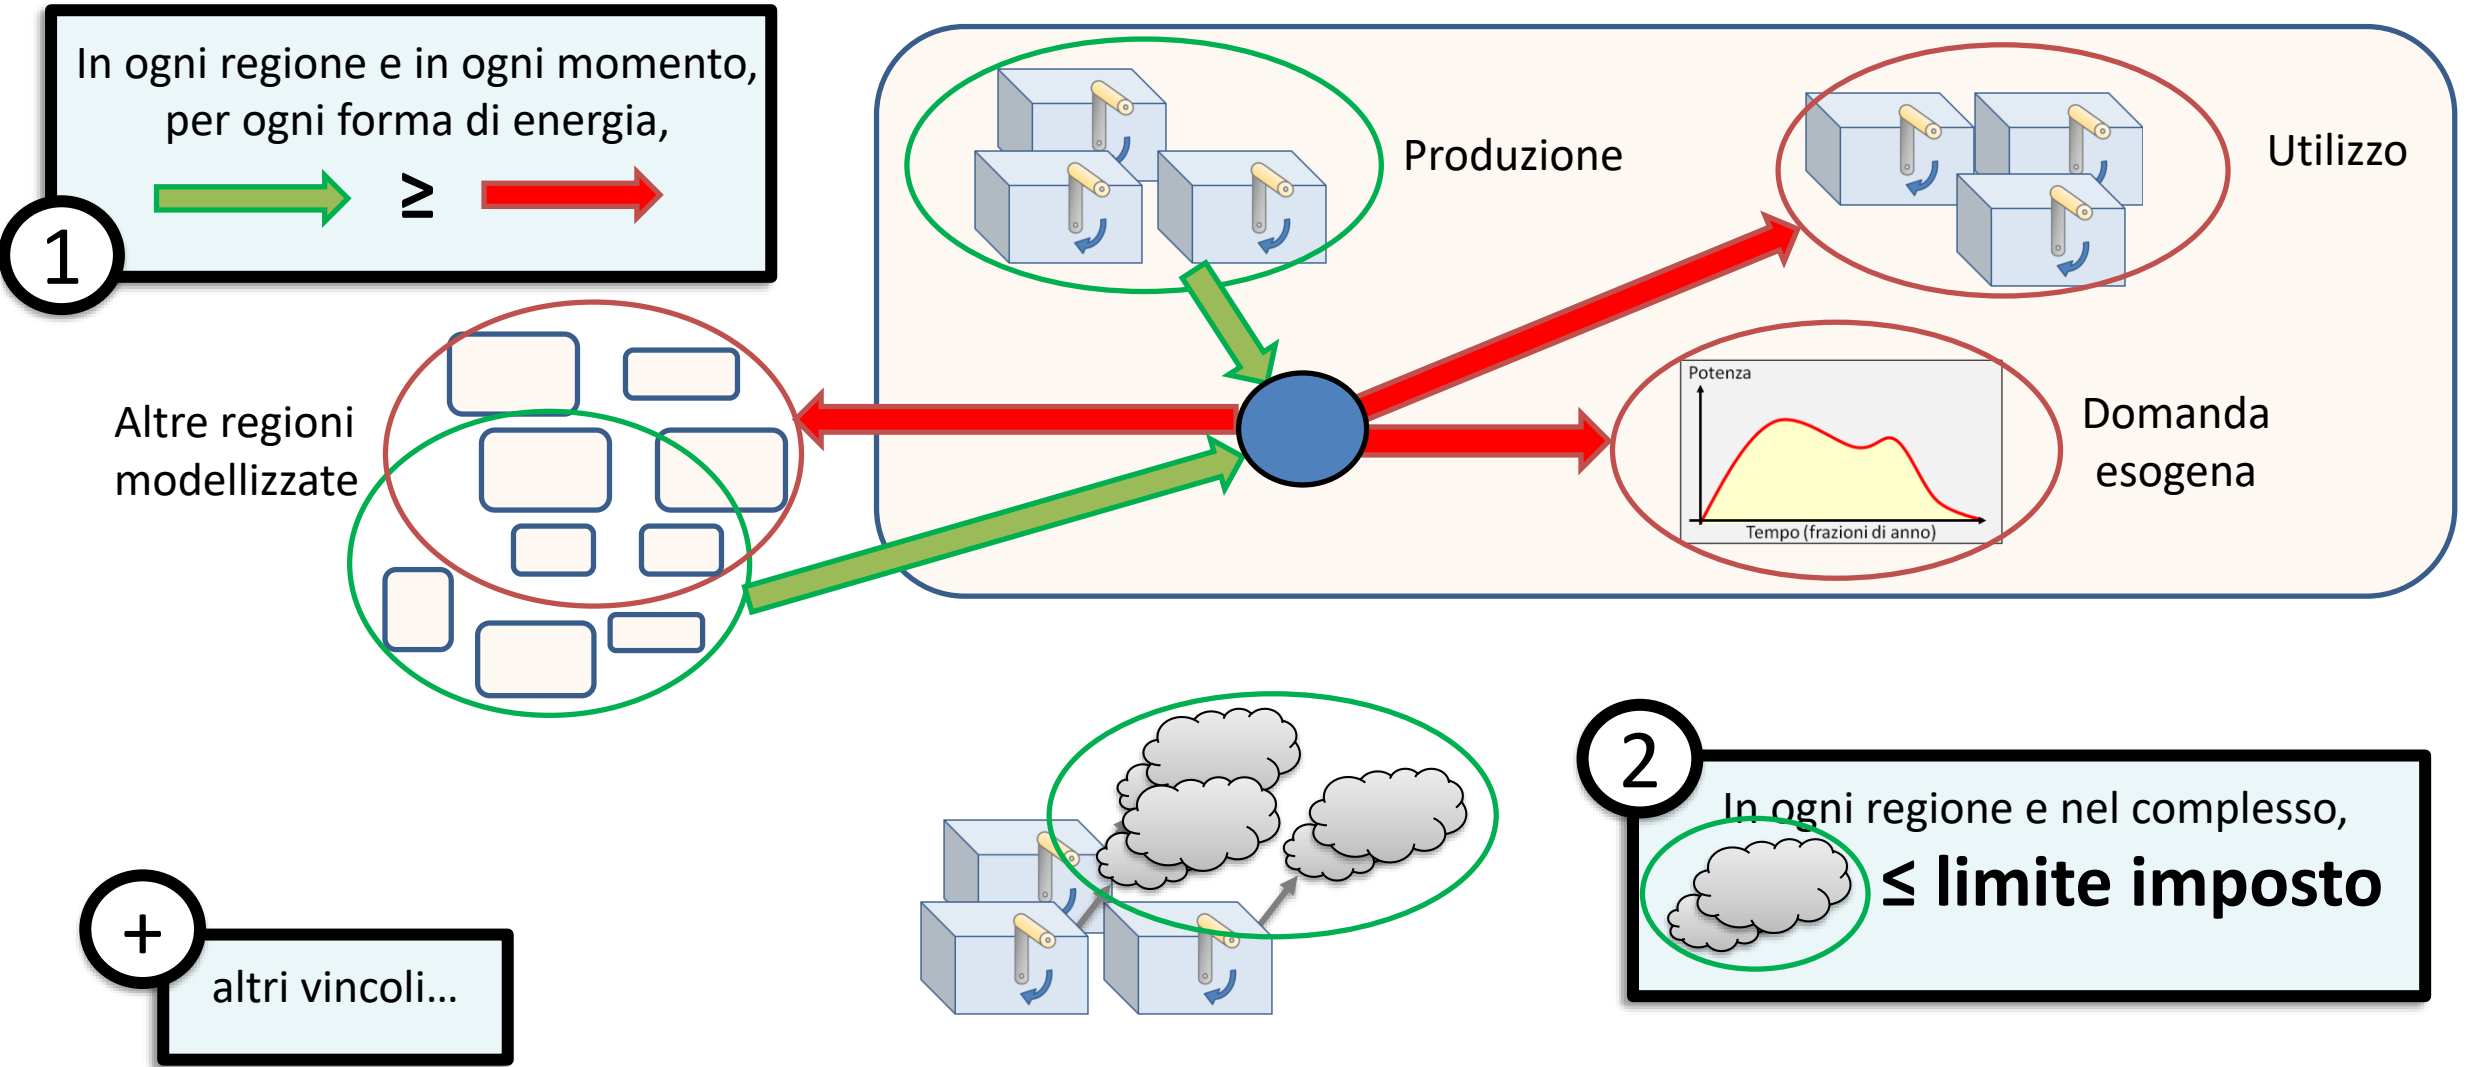 In ogni regione e in ogni momento,
per ogni forma di energia,
≥
1
Produzione
Utilizzo
Altre regioni
modellizzate
Potenza
Tempo (frazioni di anno)
Domanda
esogena
2
In ogni regione e nel complesso,
≤ limite imposto
+
altri vincoli...